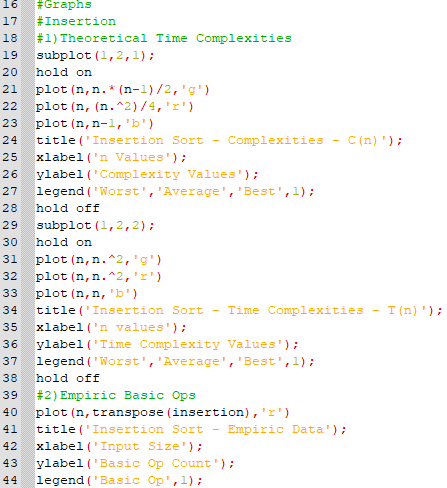 16 #Graphs
17 #Insertion
18 #1)Theoretical Time Complexities
19 subplot(1,2,1);
20 hold on
21 plot(n,n.*(n-1)/2,'g')
22 plot(n,(n.^2)/4,'r')
23 plot(n,n-1,'b')
24 title('Insertion Sort - Complexities - C(n)');
25 xlabel('n Values');
26 ylabel('Complexity Values');
27 legend('Worst','Average','Best',1);
28 hold off
29 subplot(1,2,2);
30 hold on
31 plot(n,n.^2,'g')
32 plot(n,n.^2,'r')
33 plot(n,n,'b')
34 title('Insertion Sort - Time Complexities - T(n)');
35 xlabel('n values');
36 ylabel('Time Complexity Values');
37 legend('Worst','Average','Best',1);
38 hold off
39 #2)Empiric Basic Ops
40 plot(n,transpose(insertion),'r')
41 title('Insertion Sort - Empiric Data');
42 xlabel('Input Size');
43 ylabel('Basic Op Count');
44 legend('Basic Op',1);